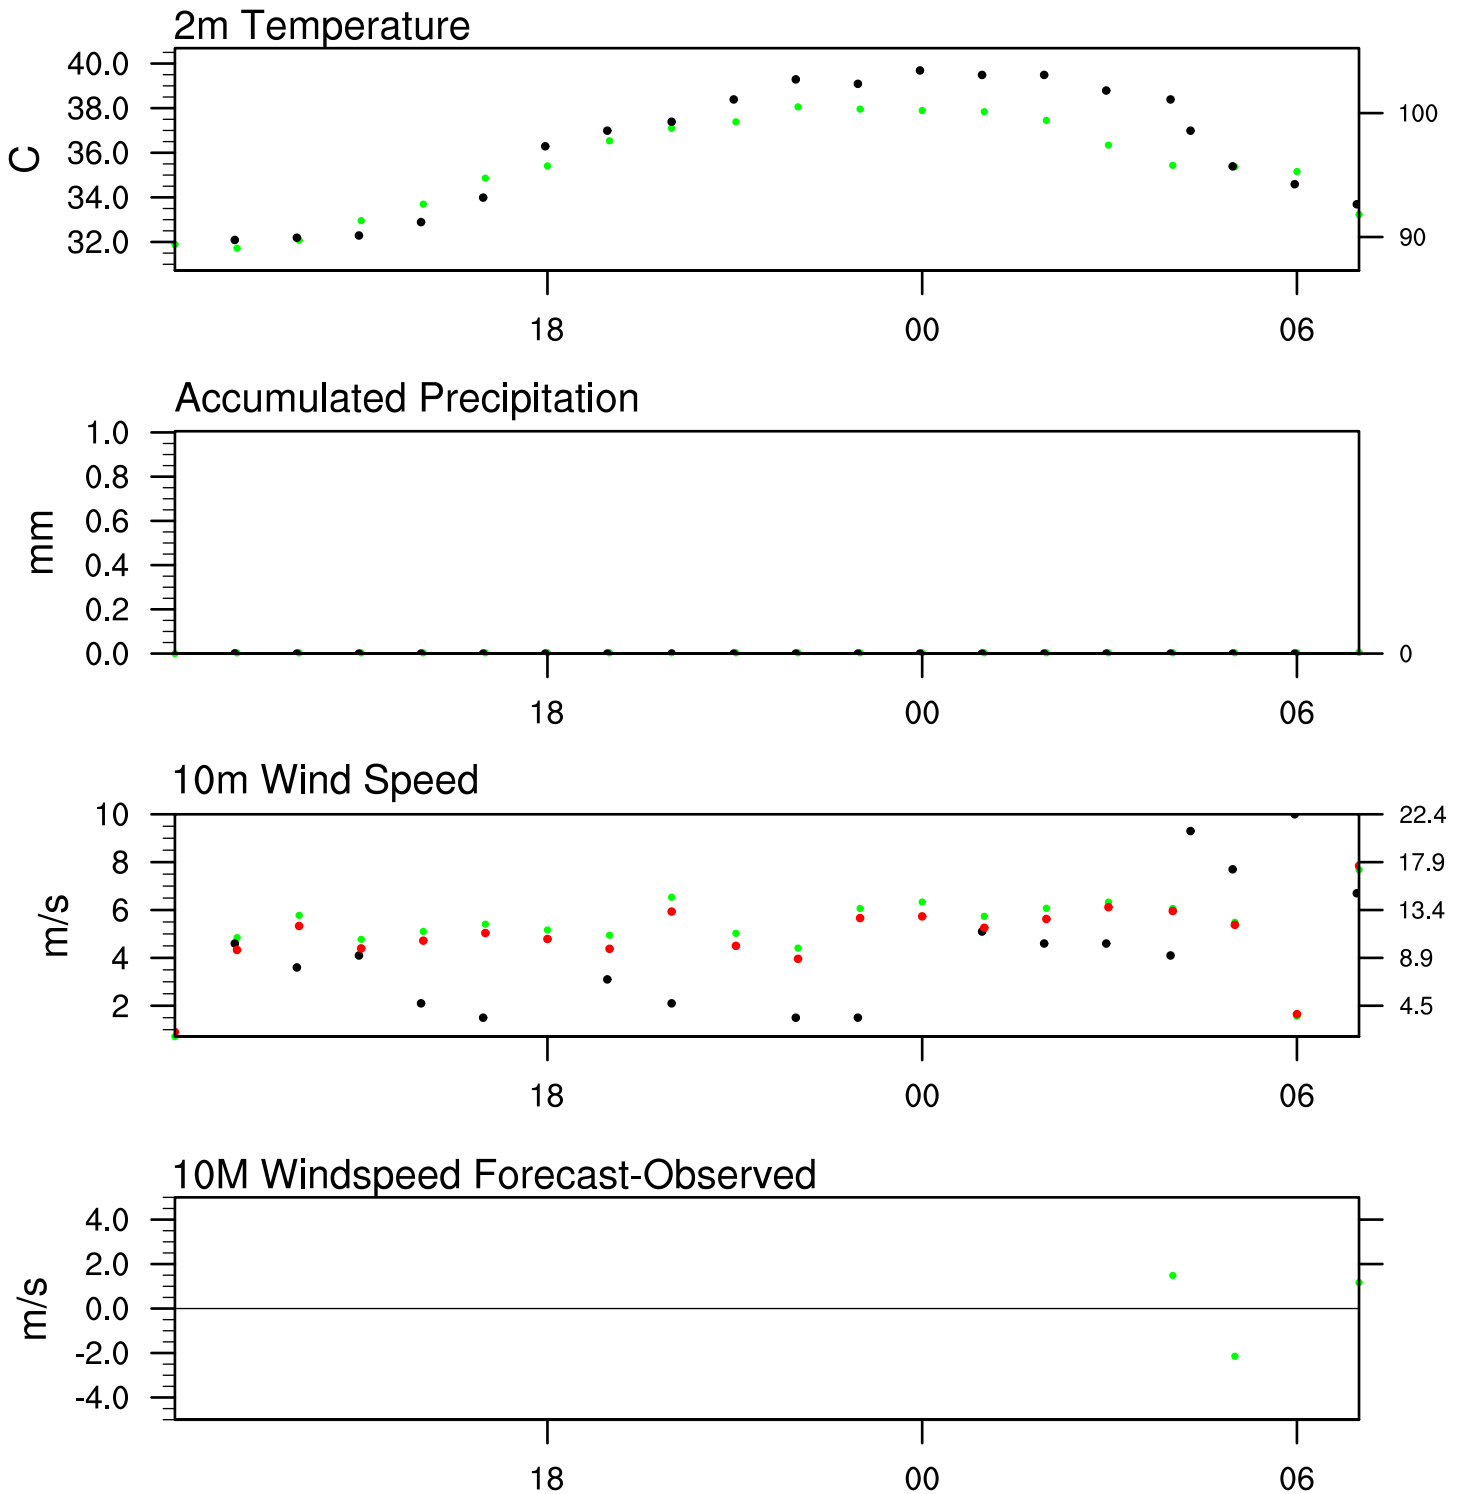 2m Temperature
40.0
38.0
36.0
34.0
32.0
C
100
90
18 00 06
Accumulated Precipitation
1.0
0.8
0.6
0.4
0.2
0.0
mm
0
18 00 06
10m Wind Speed
10
8
6
4
2
m/s
22.4
17.9
13.4
8.9
4.5
18 00 06
10M Windspeed Forecast-Observed
4.0
2.0
0.0
-2.0
-4.0
m/s
18 00 06